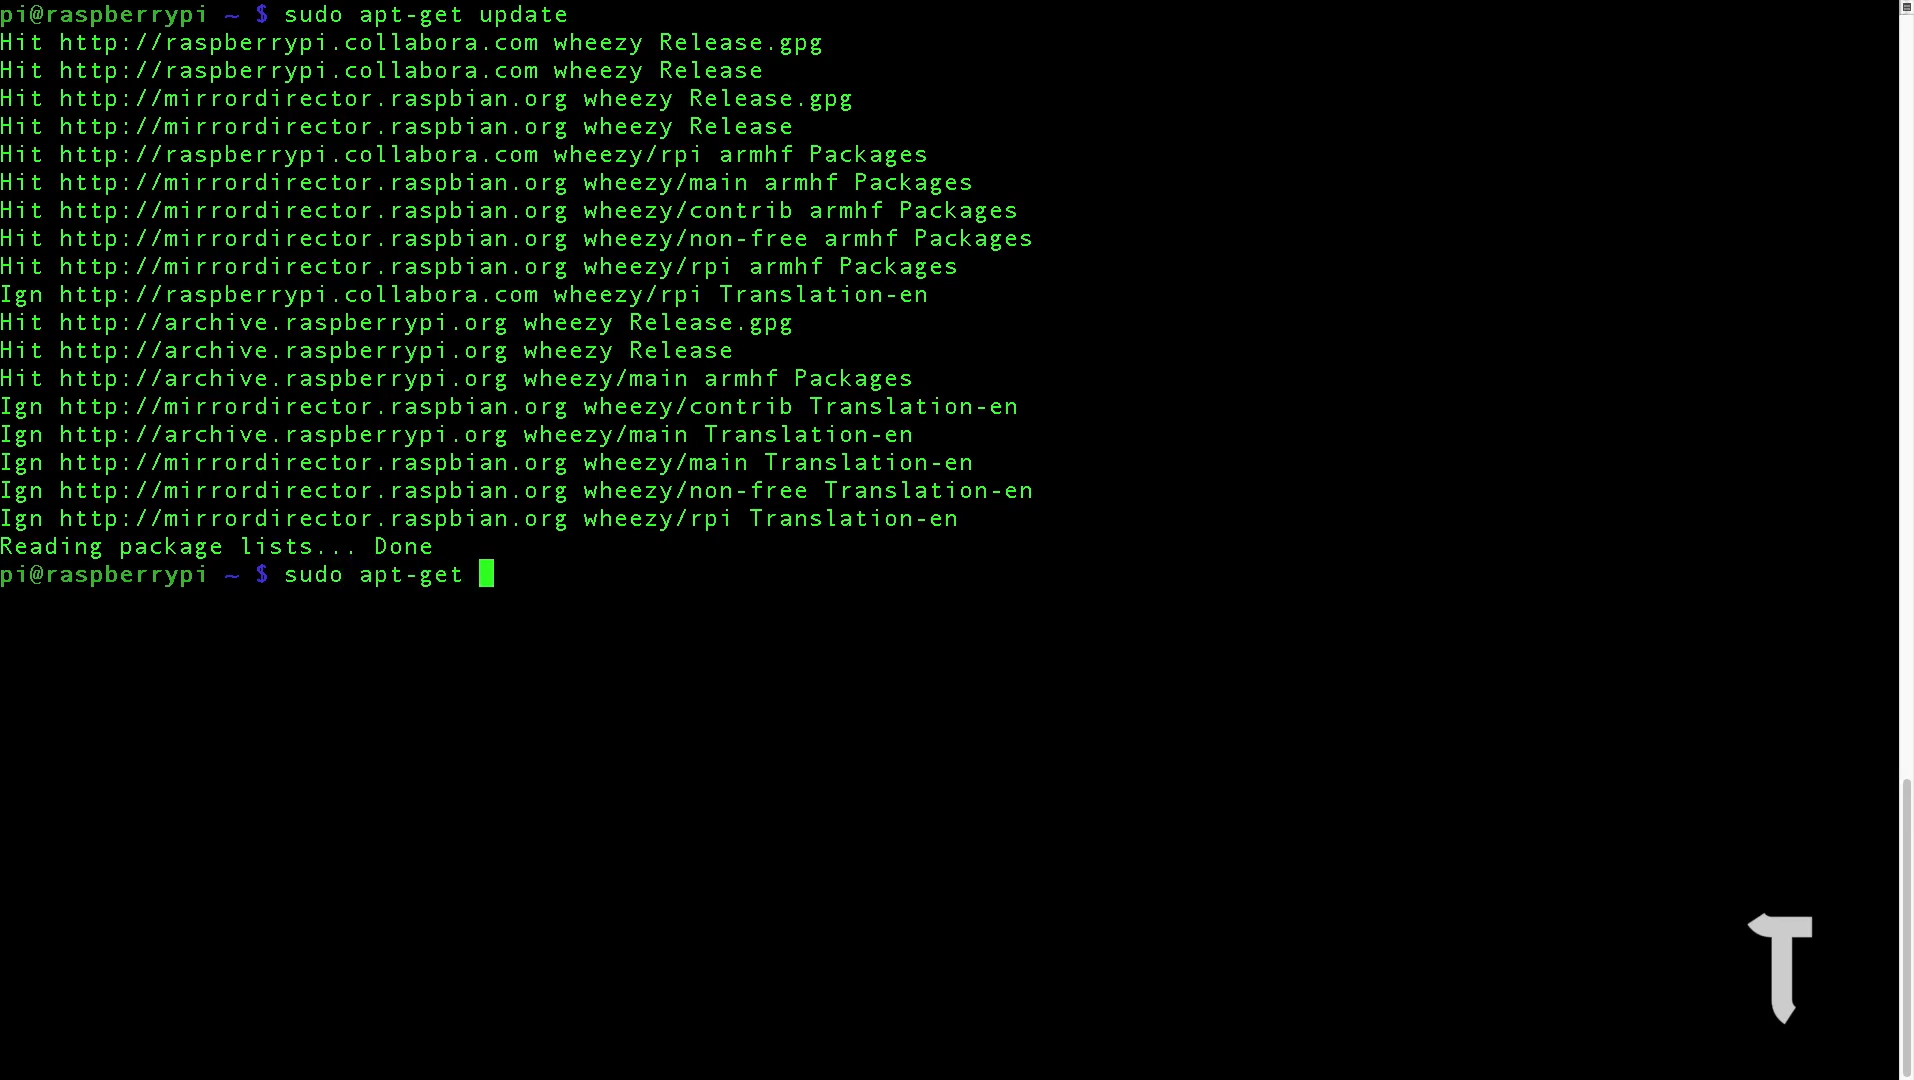 pi@raspberrypi ~ $ sudo apt-get update
Hit http://raspberrypi.collabora.com wheezy Release.gpg
Hit http://raspberrypi.collabora.com wheezy Release
Hit http://mirrordirector.raspbian.org wheezy Release.gpg
Hit http://mirrordirector.raspbian.org wheezy Release
Hit http://raspberrypi.collabora.com wheezy/rpi armhf Packages
Hit http://mirrordirector.raspbian.org wheezy/main armhf Packages
Hit http://mirrordirector.raspbian.org wheezy/contrib armhf Packages
Hit http://mirrordirector.raspbian.org wheezy/non-free armhf Packages
Hit http://mirrordirector.raspbian.org wheezy/rpi armhf Packages
Ign http://raspberrypi.collabora.com wheezy/rpi Translation-en
Hit http://archive.raspberrypi.org wheezy Release.gpg
Hit http://archive.raspberrypi.org wheezy Release
Hit http://archive.raspberrypi.org wheezy/main armhf Packages
Ign http://mirrordirector.raspbian.org wheezy/contrib Translation-en
Ign http://archive.raspberrypi.org wheezy/main Translation-en
Ign http://mirrordirector.raspbian.org wheezy/main Translation-en
Ign http://mirrordirector.raspbian.org wheezy/non-free Translation-en
Ign http://mirrordirector.raspbian.org wheezy/rpi Translation-en
Reading package lists... Done
pi@raspberrypi ~ $ sudo apt-get
T